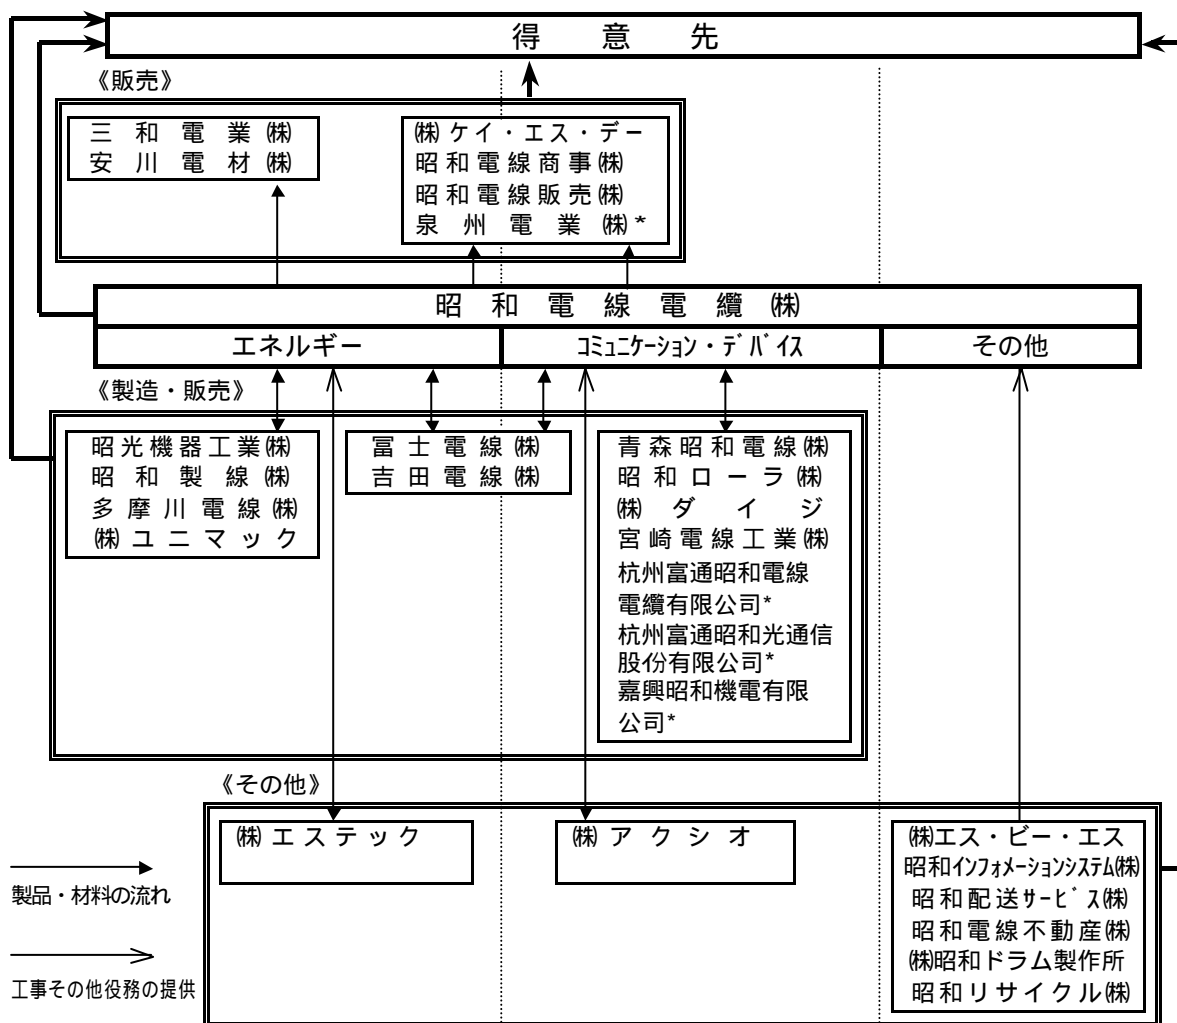 得意先
《販売》
三和電業㈱
安川電材㈱
㈱ケイ・エス・デー
昭和電線商事㈱
昭和電線販売㈱
泉州電業㈱*
昭和電線電纜㈱
エネルギー
コミュニケーション・デバイス
その他
《製造・販売》
昭光機器工業㈱
昭和製線㈱
多摩川電線㈱
㈱ユニマック
冨士電線㈱
吉田電線㈱
青森昭和電線㈱
昭和ローラ㈱
㈱ダイジ
宮崎電線工業㈱
杭州富通昭和電線
電纜有限公司*
杭州富通昭和光通信
股份有限公司*
嘉興昭和機電有限
公司*
《その他》
㈱エステック
㈱アクシオ
㈱エス・ビー・エス
昭和インフォメーションシステム㈱
昭和配送サービス㈱
昭和電線不動産㈱
㈱昭和ドラム製作所
昭和リサイクル㈱
製品・材料の流れ
工事その他役務の提供